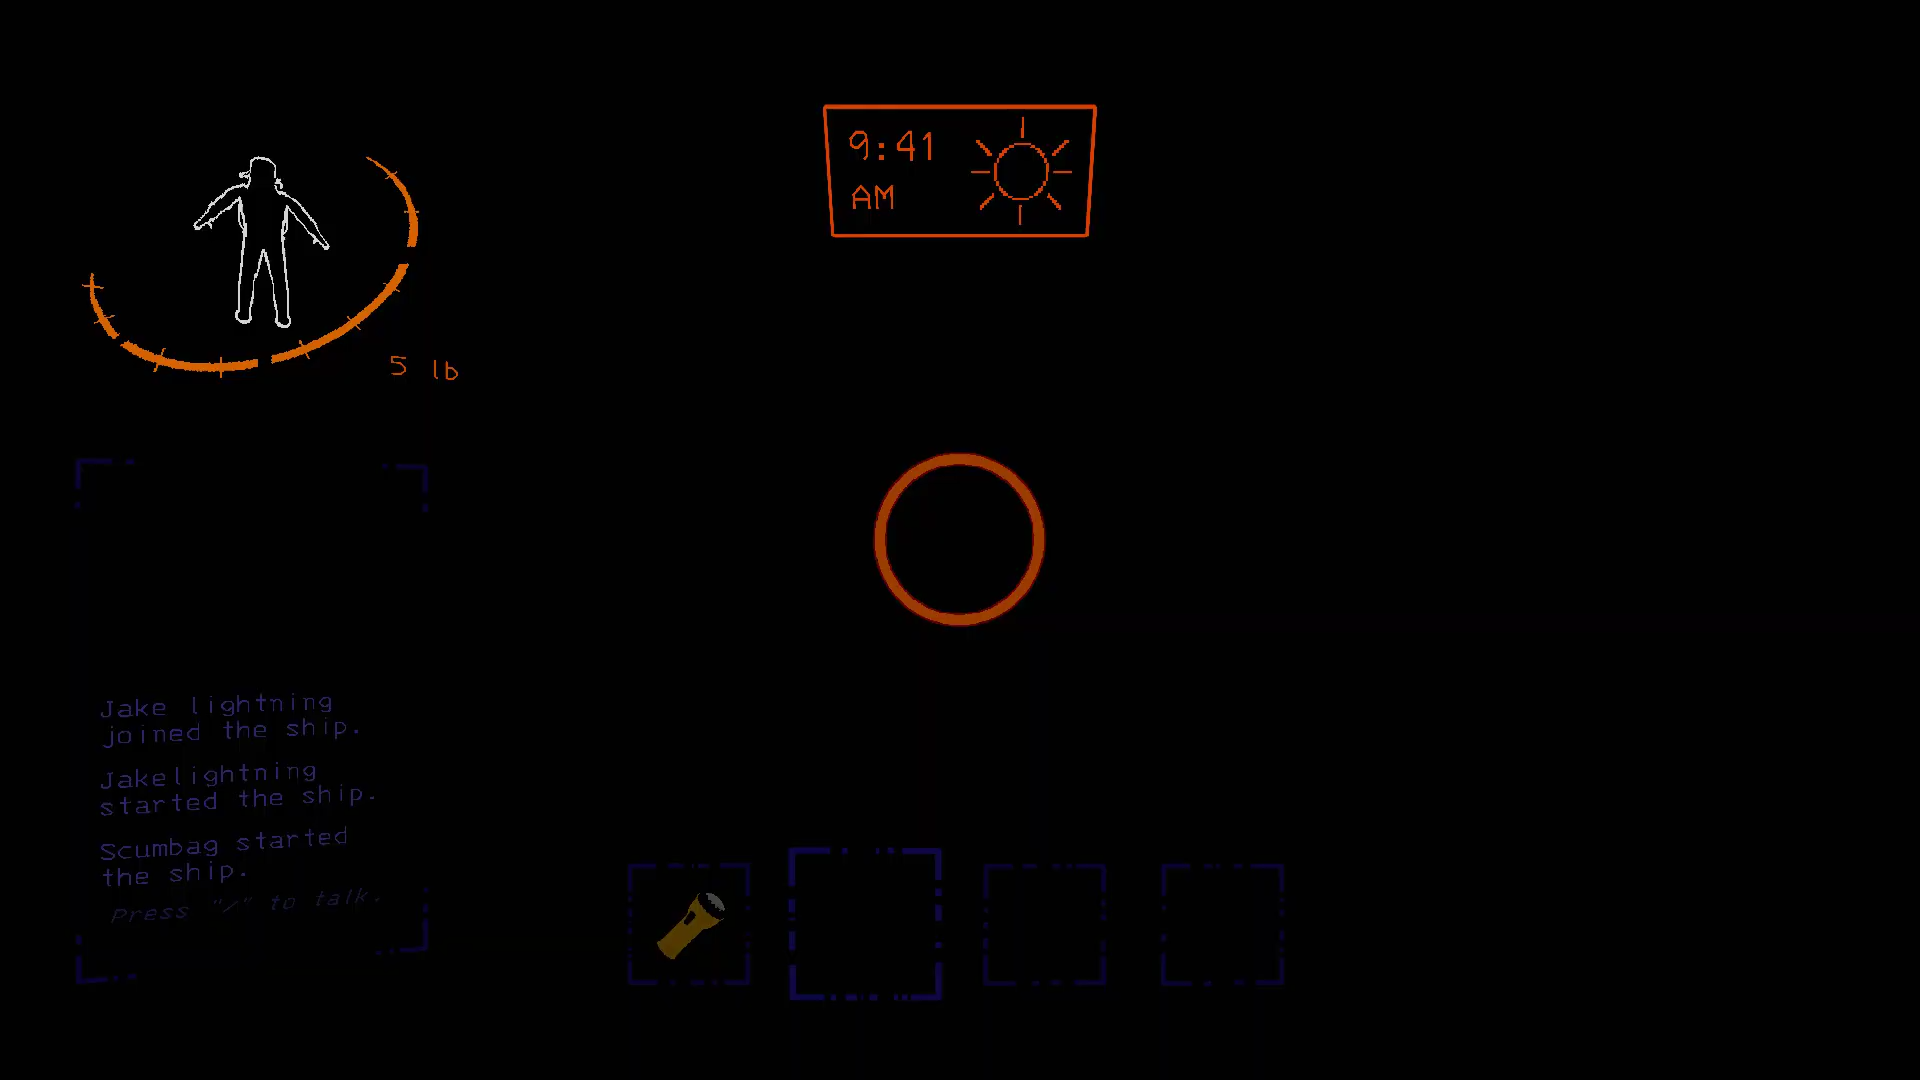 9:41
AM
5 lb
Jake lightning
joined the ship.
Jakelightning
started the ship.
Scumbag started
the ship.
Press "/" to talk.